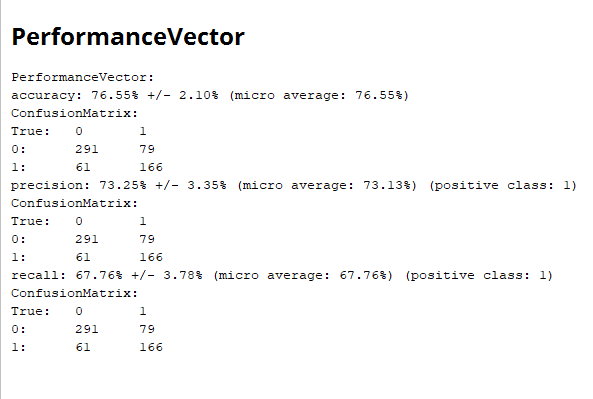 PerformanceVector
PerformanceVector:
accuracy: 76.55% +/- 2.10% (micro average: 76.55%)
ConfusionMatrix:
True: 0 1
0: 291 79
1: 61 166
precision: 73.25% +/- 3.35% (micro average: 73.13%) (positive class: 1)
ConfusionMatrix:
True: 0 1
0: 291 79
1: 61 166
recall: 67.76% +/- 3.78% (micro average: 67.76%) (positive class: 1)
ConfusionMatrix:
True: 0 1
0: 291 79
1: 61 166